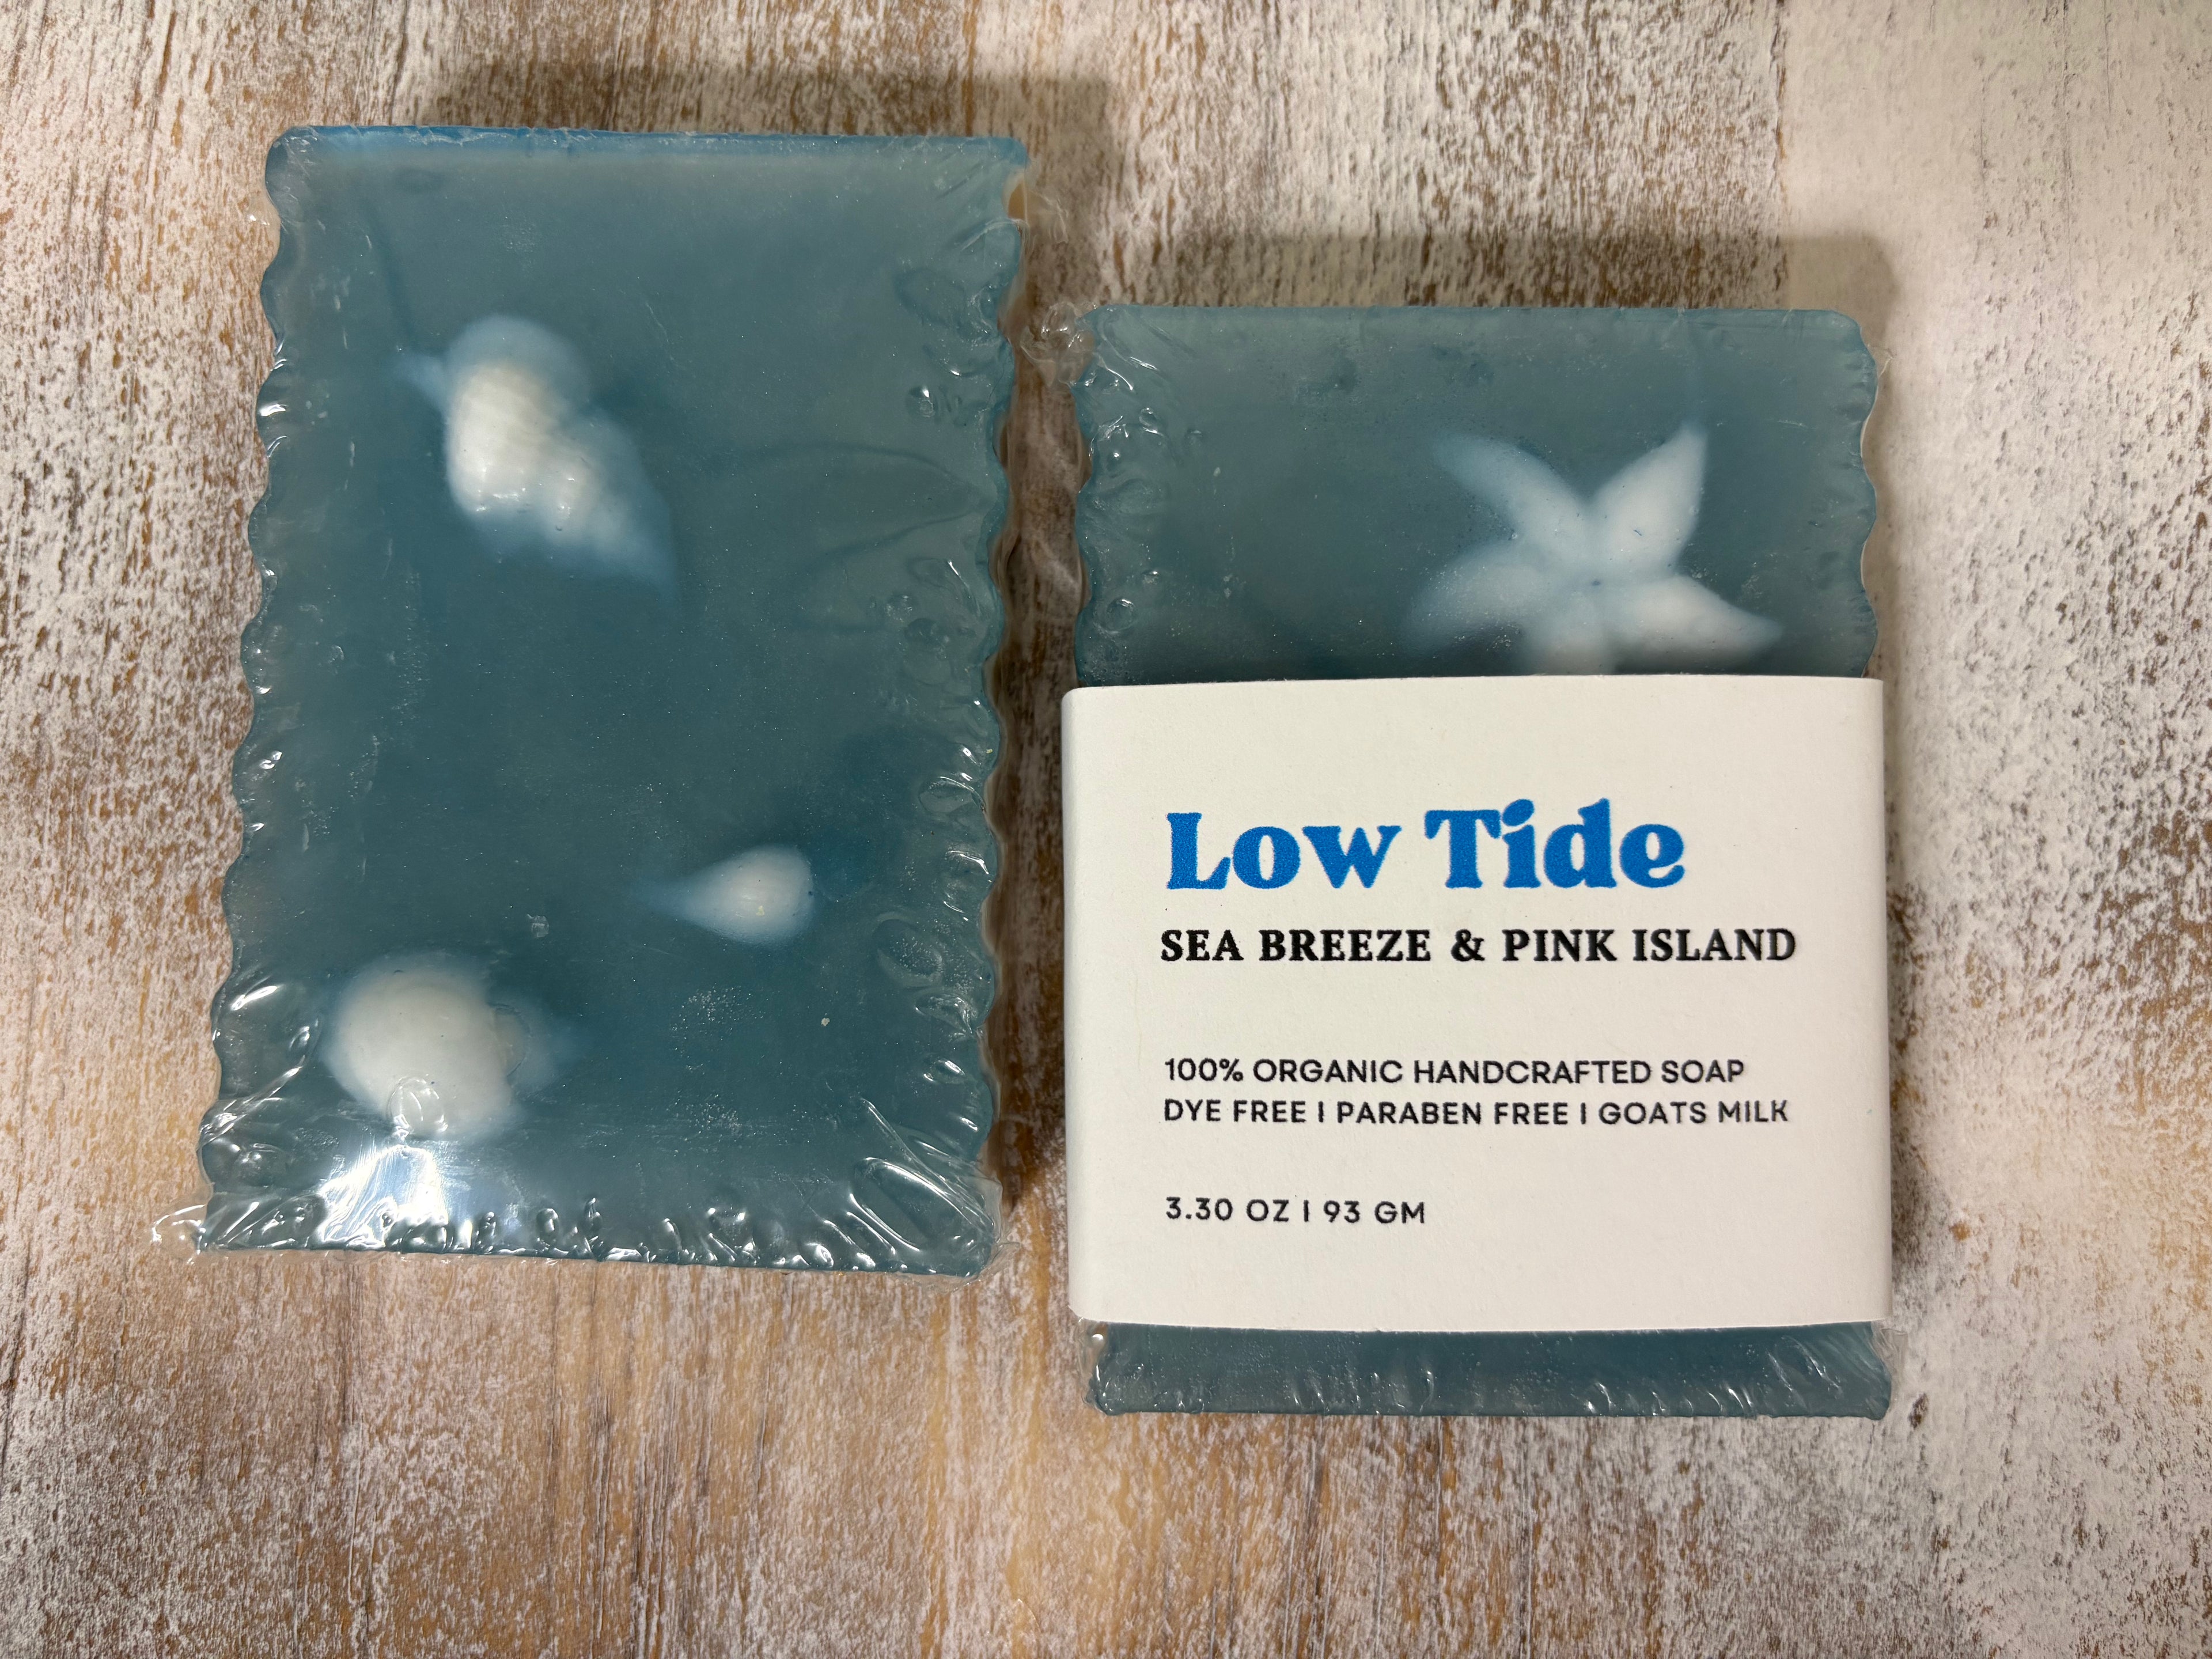 Low Tide
SEA BREEZE & PINK ISLAND
100% ORGANIC HANDCRAFTED SOAP
DYE FREE | PARABEN FREE | GOATS MILK
3.30 OZ | 93 GM